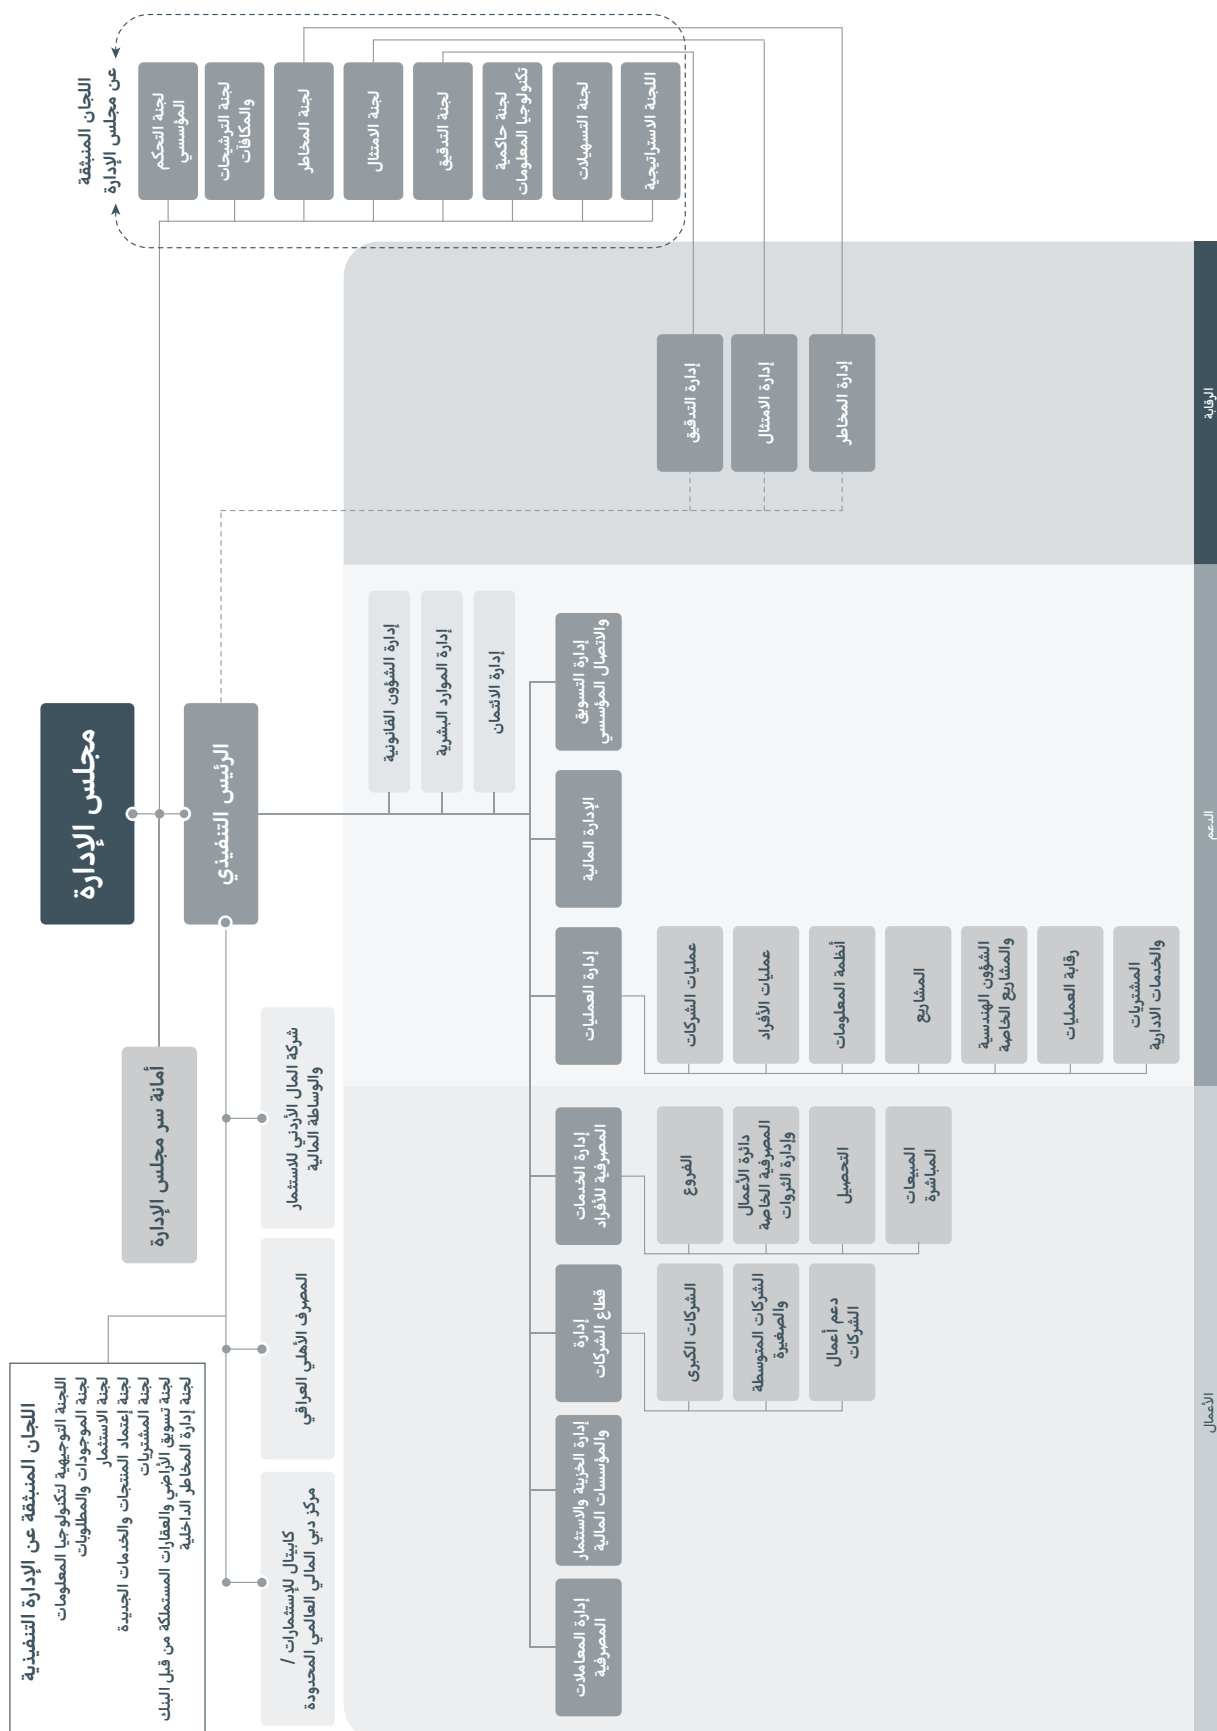 مجلس الإدارة
الرئيس التنفيذي
أمانة سر مجلس الإدارة
اللجان المنبثقة
عن مجلس الإدارة
لجنة التحكم
المؤسسي
لجنة الترشيحات
والمكافآت
لجنة المخاطر
لجنة الامتثال
لجنة التدقيق
لجنة حاكمية
تكنولوجيا المعلومات
لجنة التسهيلات
اللجنة الاستراتيجية
اللجان المنبثقة عن الإدارة التنفيذية
اللجنة التوجيهية لتكنولوجيا المعلومات
لجنة الموجودات والمطلوبات
لجنة الاستثمار
لجنة إعتماد المنتجات والخدمات الجديدة
لجنة المشتريات
لجنة تسويق الأراضي والعقارات المستملكة من قبل البنك
لجنة إدارة المخاطر الداخلية
شركة المال الأردني للاستثمار
والوساطة المالية
المصرف الأهلي العراقي
كابيتال للإستثمارات /
مركز دبي المالي العالمي المحدودة
الرقابة
إدارة التدقيق
إدارة الامتثال
إدارة المخاطر
الدعم
إدارة الشؤون القانونية
إدارة الموارد البشرية
إدارة الائتمان
إدارة التسويق
والاتصال المؤسسي
الإدارة المالية
إدارة العمليات
عمليات الشركات
عمليات الأفراد
أنظمة المعلومات
المشاريع
الشؤون الهندسية
والمشاريع الخاصة
رقابة العمليات
المشتريات
والخدمات الادارية
الأعمال
إدارة الخدمات
المصرفية للأفراد
الفروع
دائرة الأعمال
المصرفية الخاصة
وإدارة الثروات
التحصيل
المبيعات
المباشرة
إدارة
قطاع الشركات
الشركات الكبرى
الشركات المتوسطة
والصغيرة
دعم أعمال
الشركات
إدارة الخزينة والاستثمار
والمؤسسات المالية
إدارة المعاملات
المصرفية